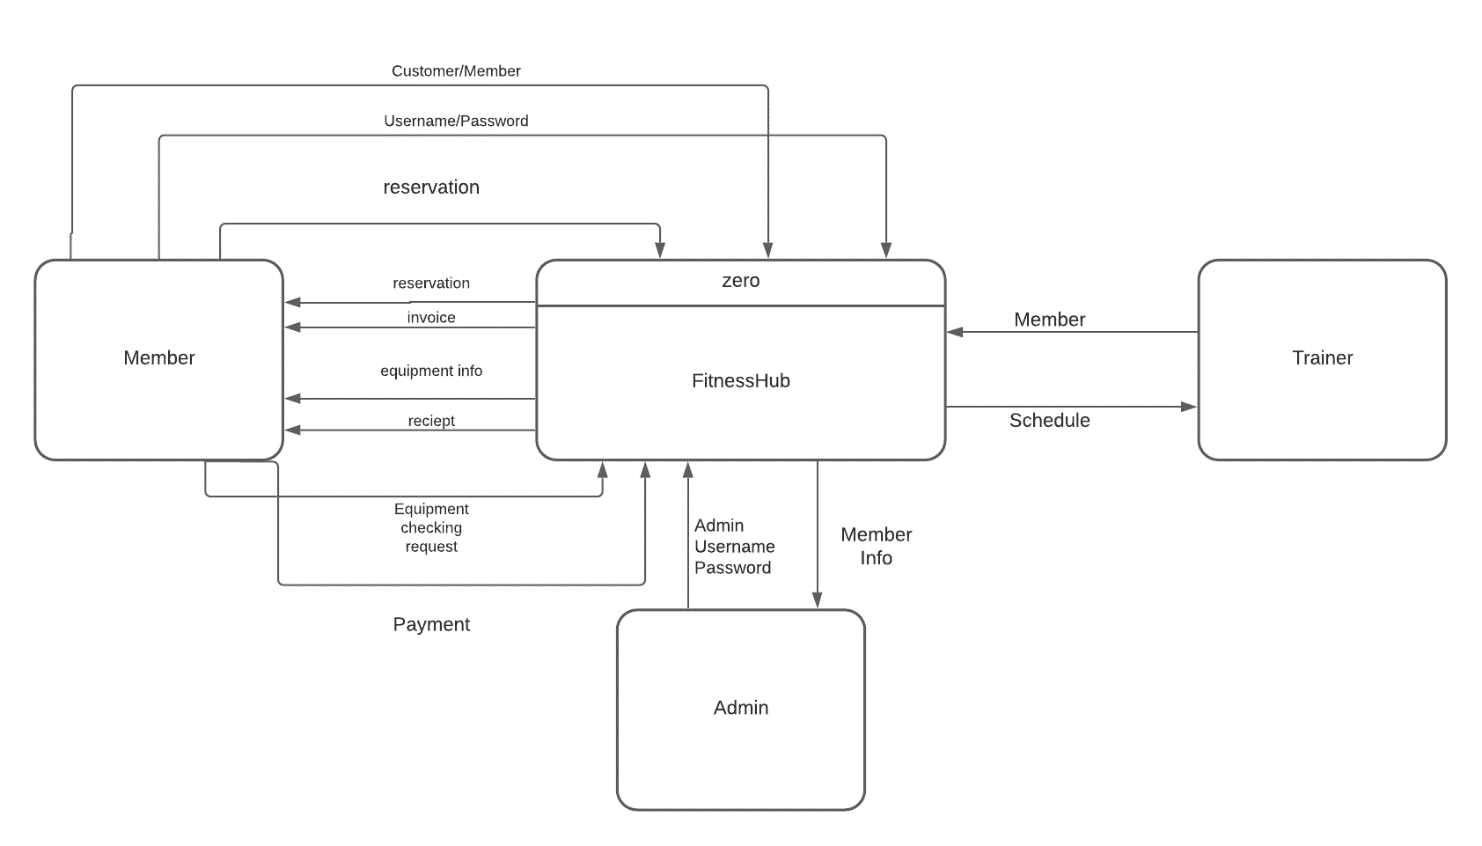 Customer/Member
Username/Password
reservation
reservation
invoice
equipment info
reciept
Member
zero
FitnessHub
Member
Schedule
Trainer
Equipment
checking
request
Payment
Admin
Username
Password
Member
Info
Admin